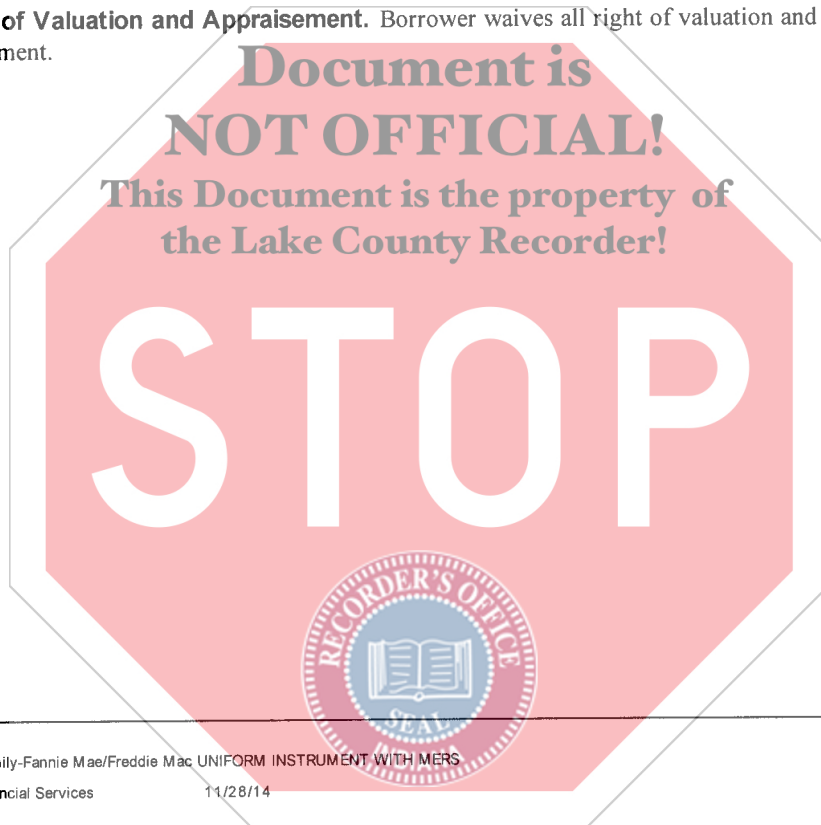 of Valuation and Appraisement. Borrower waives all right of valuation and
ment.
Document is
NOT OFFICIAL!
This Document is the property of
the Lake County Recorder!
STOP
RECORDER'S OFFICE
SEAL
INDIANA
ily-Fannie Mae/Freddie Mac UNIFORM INSTRUMENT WITH MERS
ncial Services 11/28/14